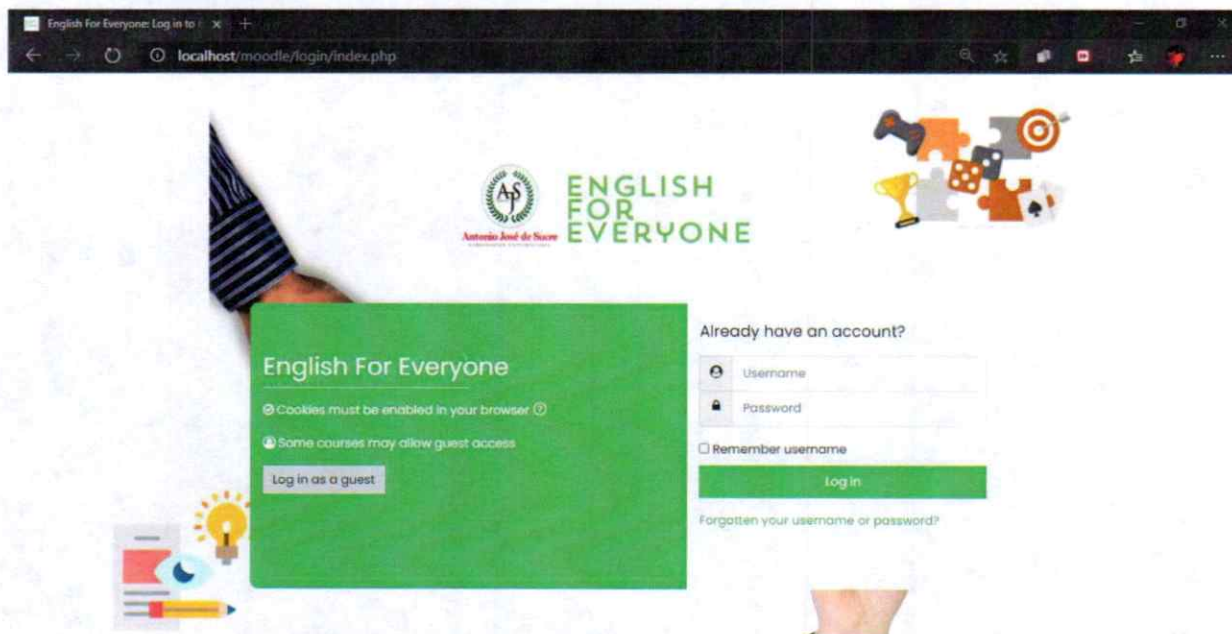 English For Everyone: Log in to
localhost/moodle/login/index.php
AJS
Antonio José de Sucre
ENGLISH
FOR
EVERYONE
Already have an account?
English For Everyone
Username
Cookies must be enabled in your browser
Password
Some courses may allow guest access
Remember username
Log in as a guest
Log in
Forgotten your username or password?